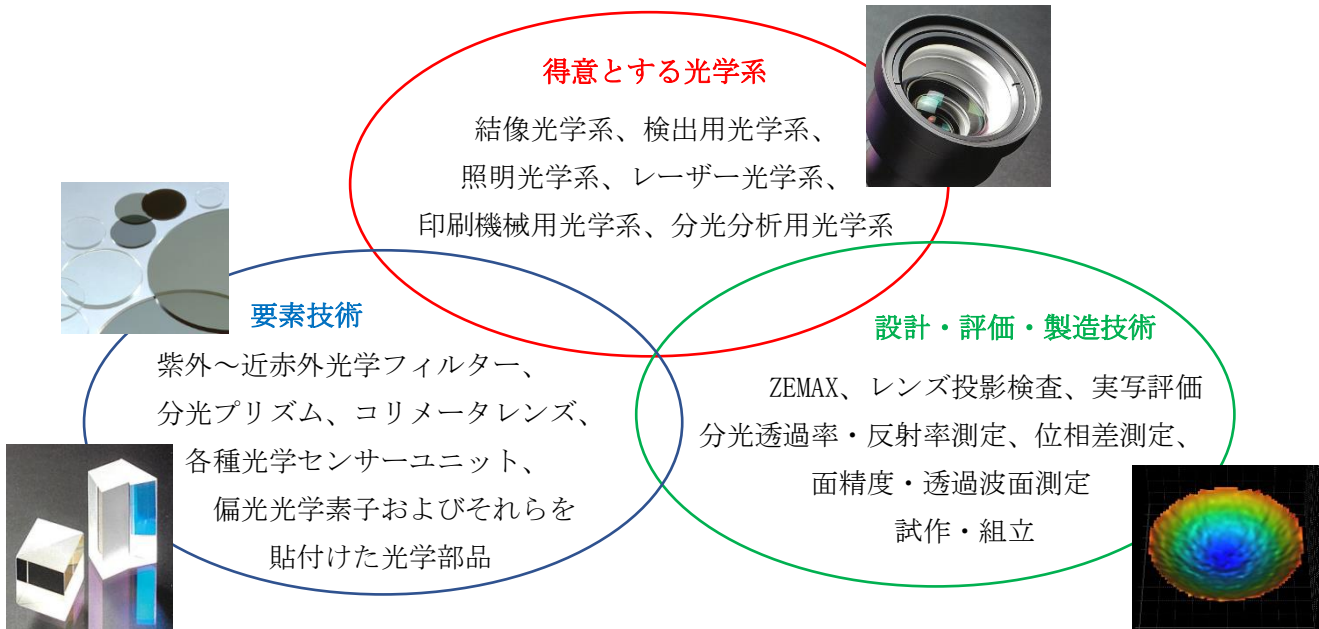 得意とする光学系
結像光学系、検出用光学系、
照明光学系、レーザー光学系、
印刷機械用光学系、分光分析用光学系
要素技術
紫外～近赤外光学フィルター、
分光プリズム、コリメータレンズ、
各種光学センサーユニット、
偏光光学素子およびそれらを
貼付けた光学部品
設計・評価・製造技術
ZEMAX、レンズ投影検査、実写評価
分光透過率・反射率測定、位相差測定、
面精度・透過波面測定
試作・組立